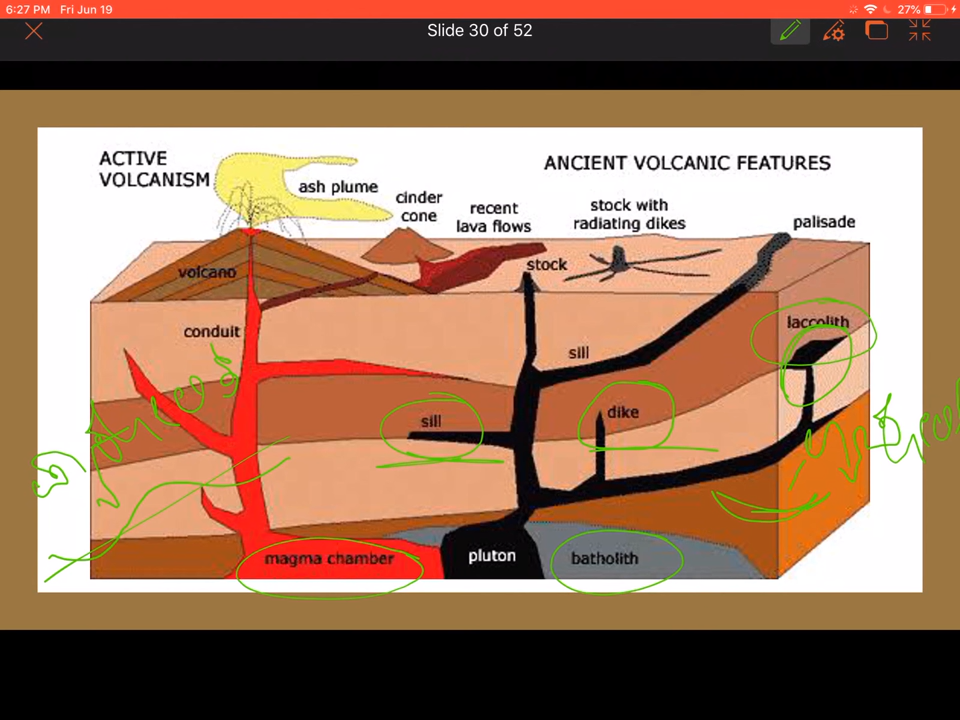 6:27 PM Fri Jun 19 27%
Slide 30 of 52
ACTIVE
VOLCANISM
ANCIENT VOLCANIC FEATURES
ash plume
cinder
cone
recent
lava flows
stock with
radiating dikes
palisade
volcano
stock
conduit
laccolith
sill
sill
dike
magma chamber
pluton
batholith